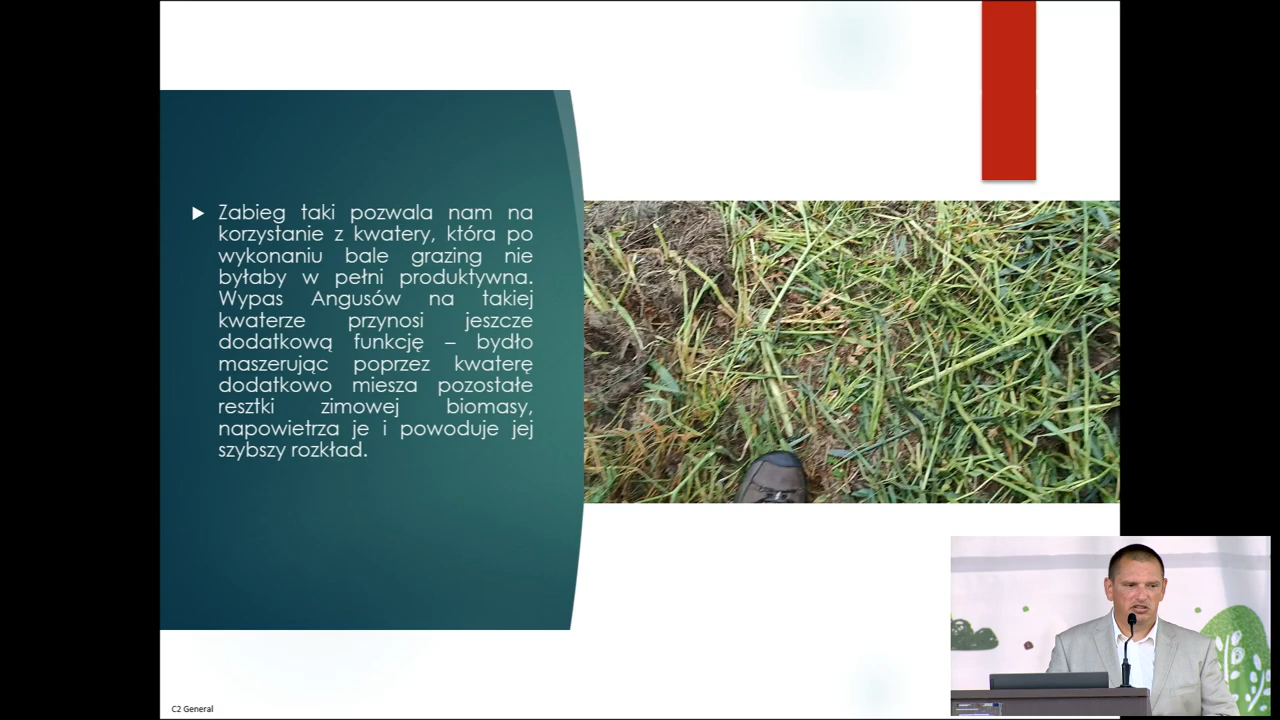 Zabieg taki pozwala nam na
korzystanie z kwatery, która po
wykonaniu bale grazing nie
byłaby w pełni produktywna.
Wypas Angusów na takiej
kwaterze przynosi jeszcze
dodatkową funkcję – bydło
maszerując poprzez kwaterę
dodatkowo miesza pozostałe
resztki zimowej biomasy,
napowietrza je i powoduje jej
szybszy rozkład.
C2 General